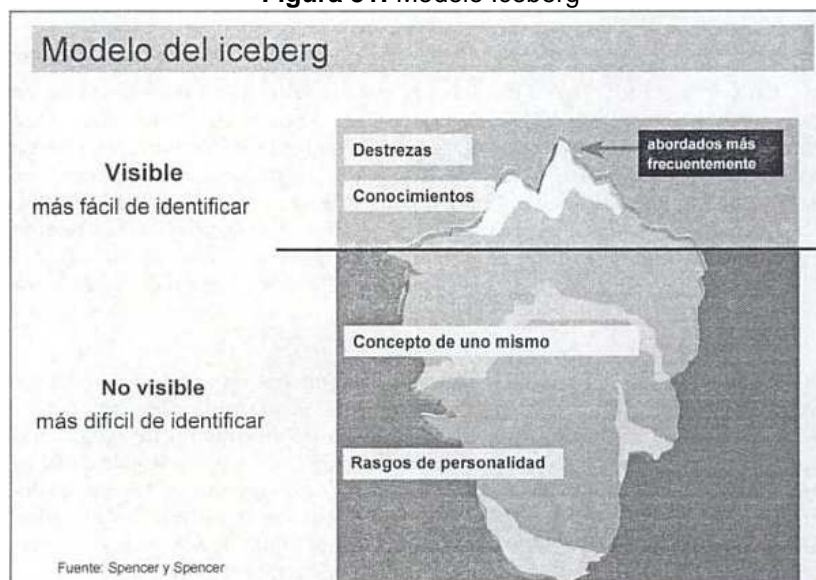 Modelo del iceberg
Visible
más fácil de identificar
Destrezas
Conocimientos
abordados más
frecuentemente
Concepto de uno mismo
No visible
más difícil de identificar
Rasgos de personalidad
Fuente: Spencer y Spencer